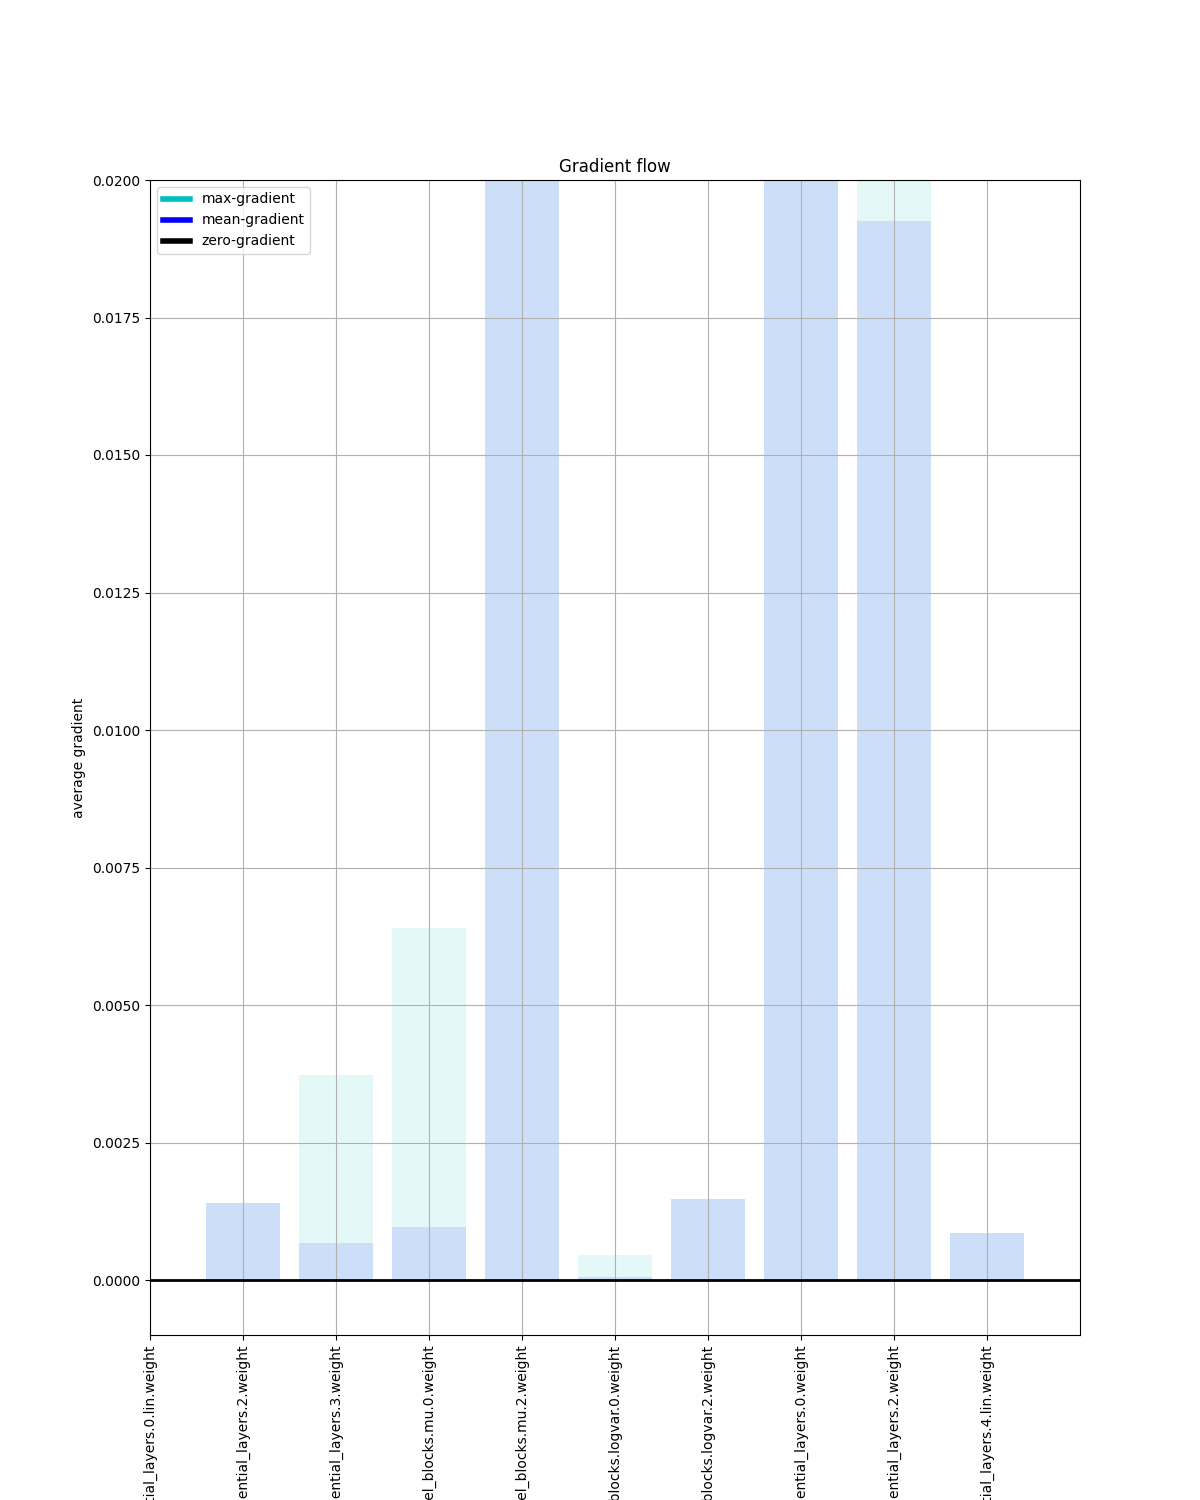 Gradient flow
max-gradient
mean-gradient
zero-gradient
average gradient
0.0200
0.0175
0.0150
0.0125
0.0100
0.0075
0.0050
0.0025
0.0000
tial_layers.0.lin.weight
ential_layers.2.weight
ential_layers.3.weight
el_blocks.mu.0.weight
el_blocks.mu.2.weight
blocks.logvar.0.weight
blocks.logvar.2.weight
ential_layers.0.weight
ential_layers.2.weight
tial_layers.4.lin.weight